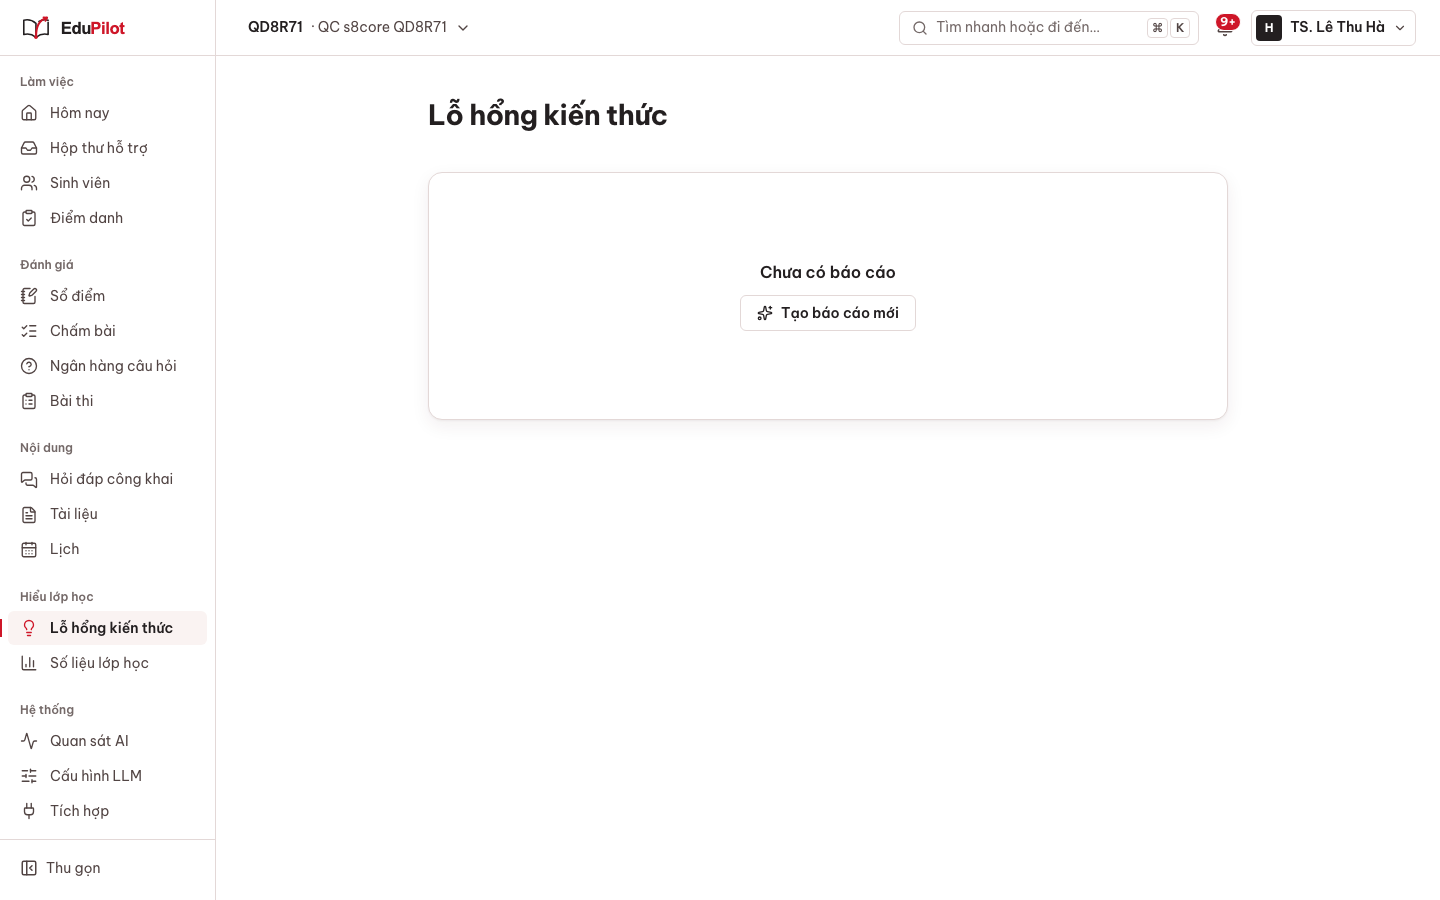 EduPilot
QD8R71 · QC s8core QD8R71
Tìm nhanh hoặc đi đến...
⌘ K
9+
H
TS. Lê Thu Hà
Làm việc
Hôm nay
Hộp thư hỗ trợ
Sinh viên
Điểm danh
Đánh giá
Sổ điểm
Chấm bài
Ngân hàng câu hỏi
Bài thi
Nội dung
Hỏi đáp công khai
Tài liệu
Lịch
Hiểu lớp học
Lỗ hổng kiến thức
Số liệu lớp học
Hệ thống
Quan sát AI
Cấu hình LLM
Tích hợp
Thu gọn
Lỗ hổng kiến thức
Chưa có báo cáo
Tạo báo cáo mới